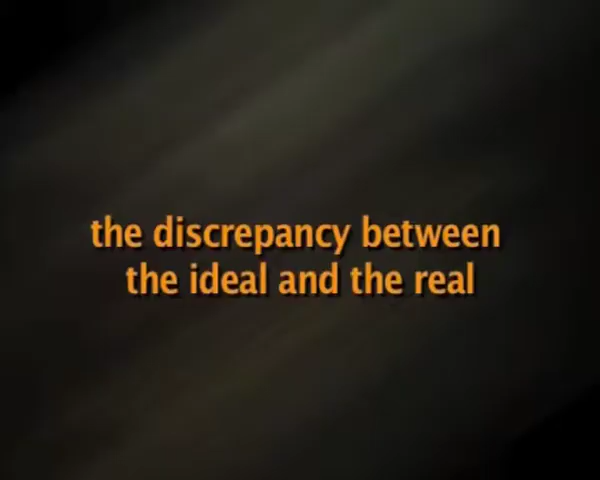 the discrepancy between
the ideal and the real